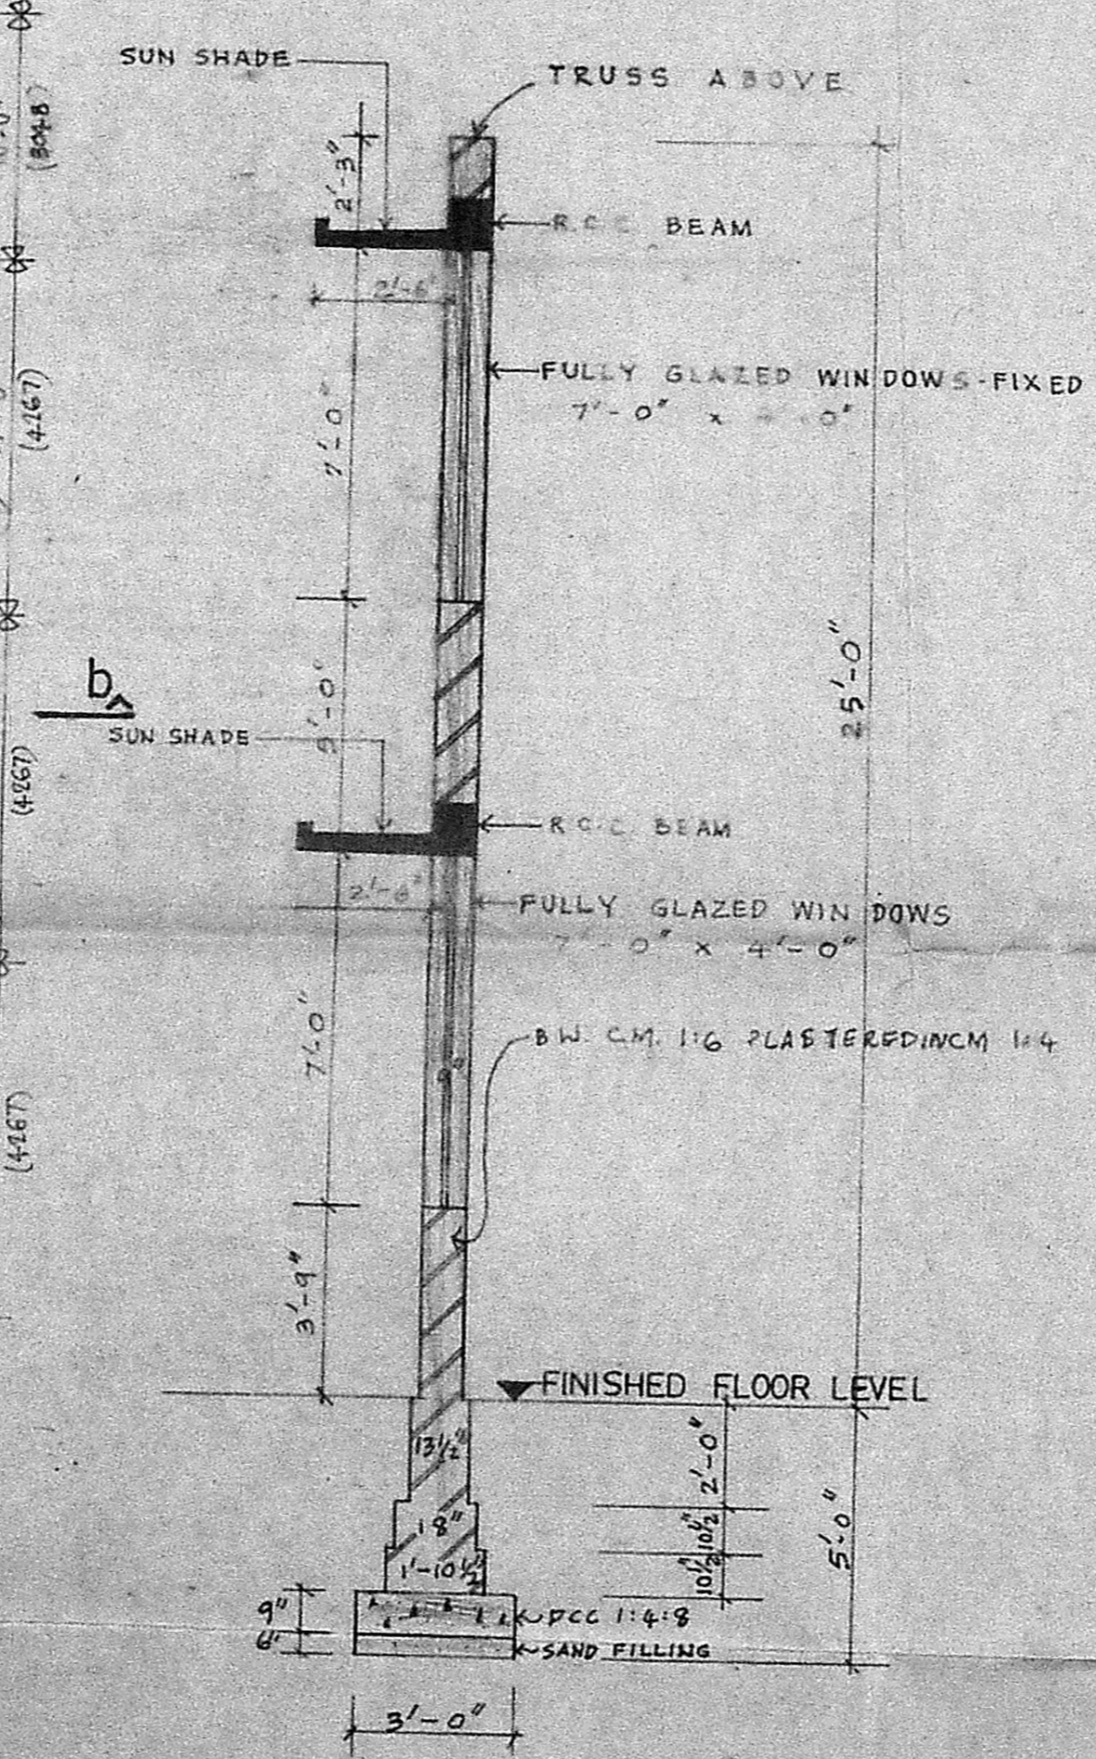 SUN SHADE
TRUSS ABOVE
(3048)
2'-3"
R.C.C. BEAM
2'-6"
FULLY GLAZED WINDOWS-FIXED
7'-0" x 4'-0"
(4267)
7'-0"
25'-0"
b
SUN SHADE
(4267)
R.C.C. BEAM
2'-6"
FULLY GLAZED WINDOWS
7'-0" x 4'-0"
7'-0"
B.W. C.M. 1:6 PLASTERED IN CM 1:4
9"
(4267)
3'-9"
FINISHED FLOOR LEVEL
13½"
2'-0"
18"
10½"
5'-0"
1'-10½"
10½"
9"
PCC 1:4:8
6"
SAND FILLING
3'-0"